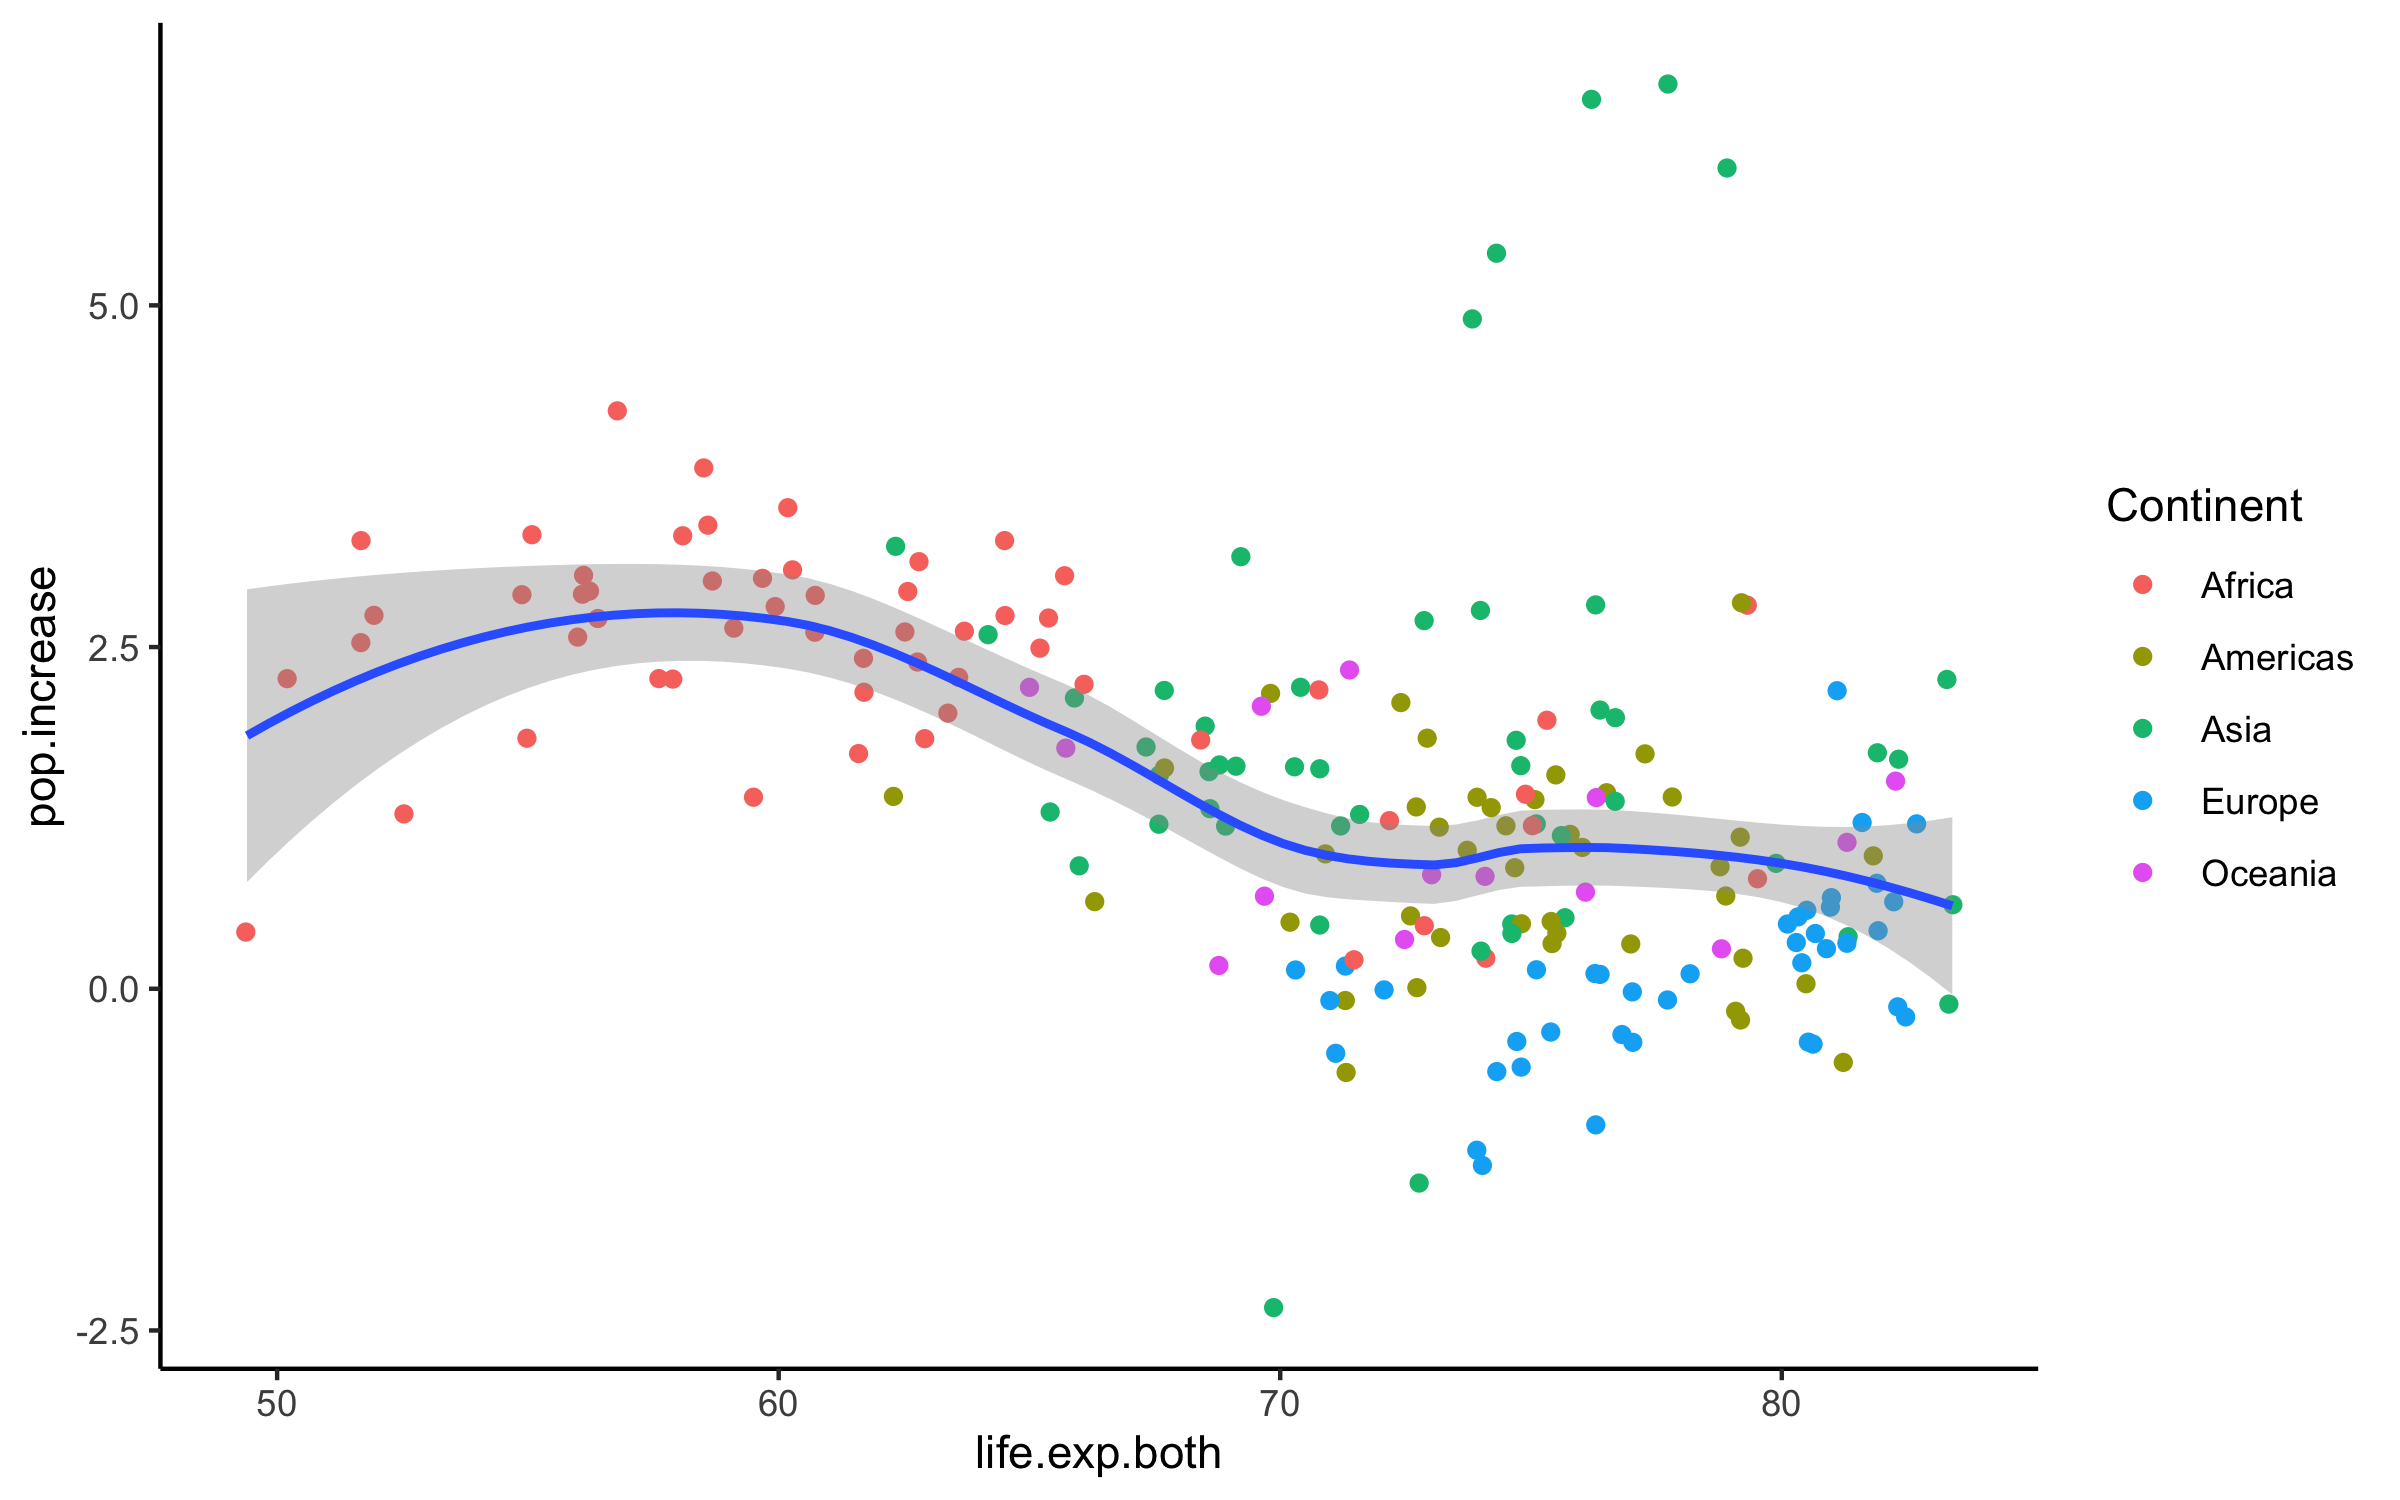 pop.increase
5.0
2.5
0.0
-2.5
50 60 70 80
life.exp.both
Continent
Africa
Americas
Asia
Europe
Oceania